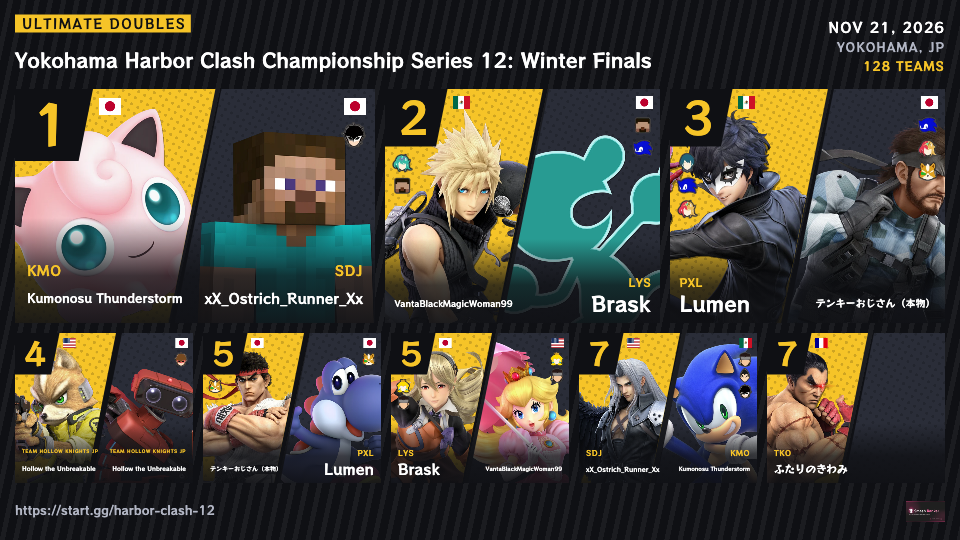 ULTIMATE DOUBLES
Yokohama Harbor Clash Championship Series 12: Winter Finals
NOV 21, 2026
YOKOHAMA, JP
128 TEAMS
1
KMO
Kumonosu Thunderstorm
SDJ
xX_Ostrich_Runner_Xx
2
VantaBlackMagicWoman99
LYS
Brask
3
PXL
Lumen
テンキーおじさん（本物）
4
TEAM HOLLOW KNIGHTS JP
Hollow the Unbreakable
TEAM HOLLOW KNIGHTS JP
Hollow the Unbreakable
5
テンキーおじさん（本物）
PXL
Lumen
5
LYS
Brask
VantaBlackMagicWoman99
7
SDJ
xX_Ostrich_Runner_Xx
KMO
Kumonosu Thunderstorm
7
TKO
ふたりのきわみ
https://start.gg/harbor-clash-12